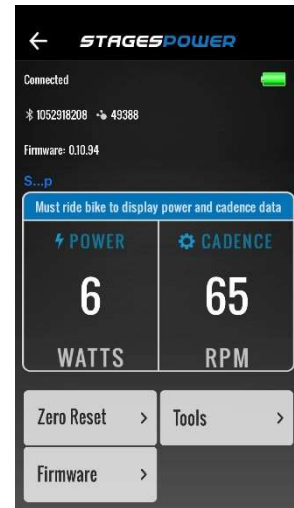 STAGESPOWER
Connected
1052918208 49388
Firmware: 0.10.94
S...p
Must ride bike to display power and cadence data
POWER CADENCE
6 65
WATTS RPM
Zero Reset > Tools >
Firmware >